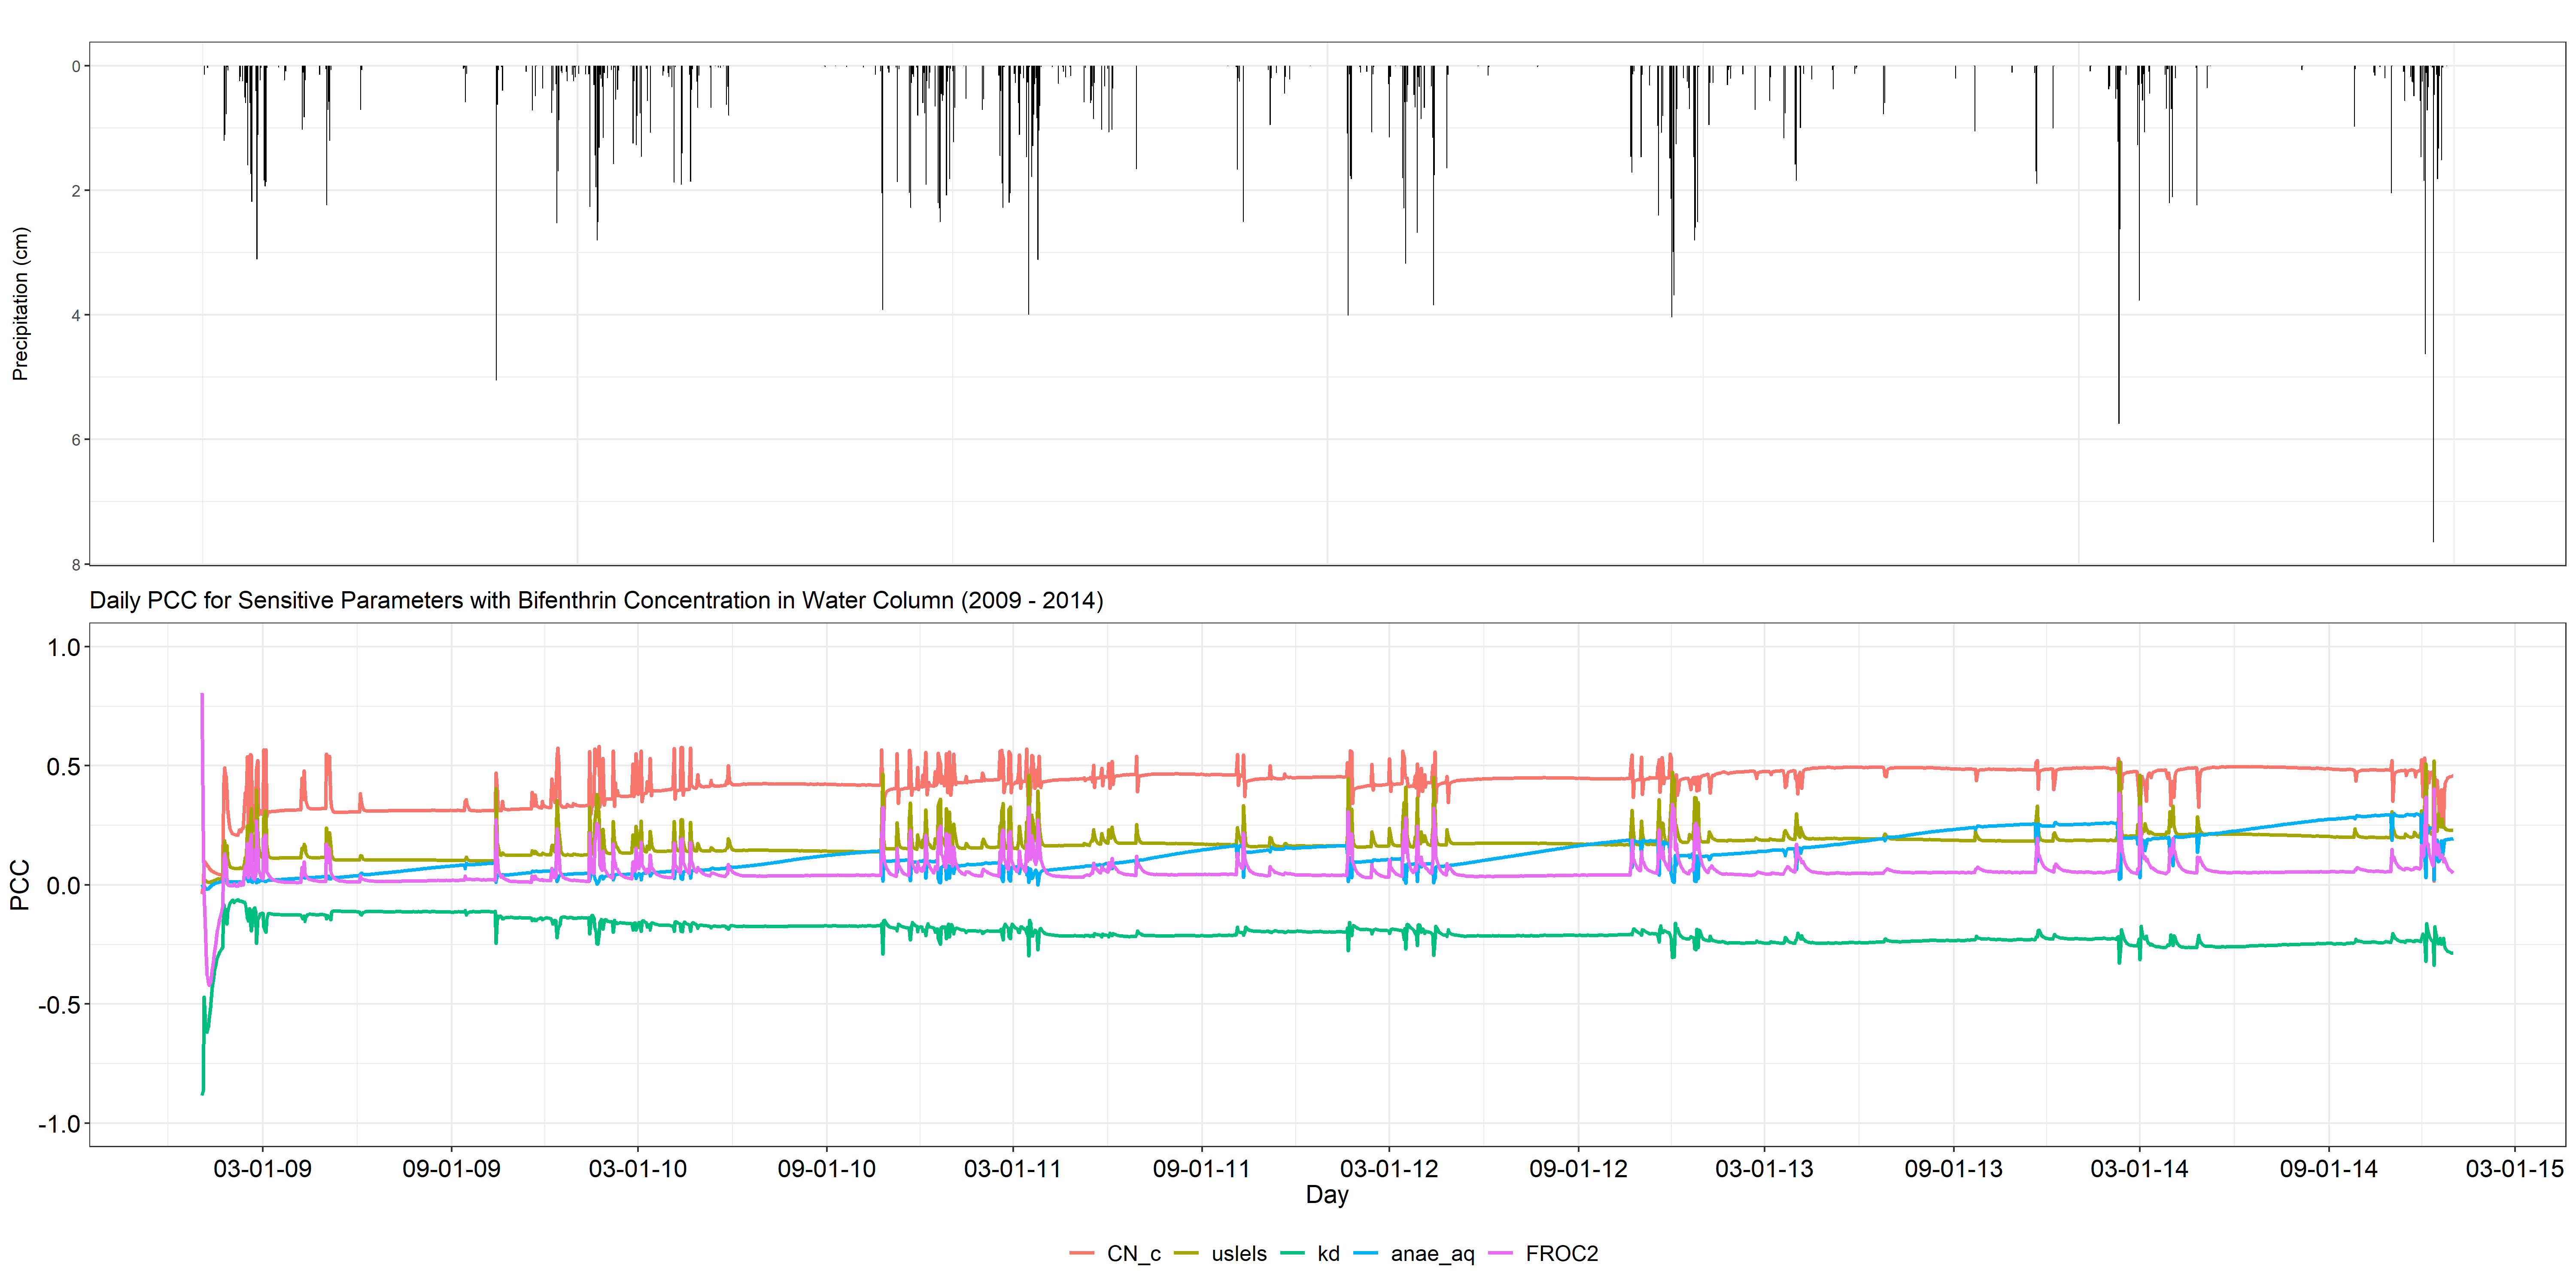 Precipitation (cm)
0
2
4
6
8
Daily PCC for Sensitive Parameters with Bifenthrin Concentration in Water Column (2009 - 2014)
PCC
1.0
0.5
0.0
-0.5
-1.0
03-01-09 09-01-09 03-01-10 09-01-10 03-01-11 09-01-11 03-01-12 09-01-12 03-01-13 09-01-13 03-01-14 09-01-14 03-01-15
Day
CN_c uslels kd anae_aq FROC2